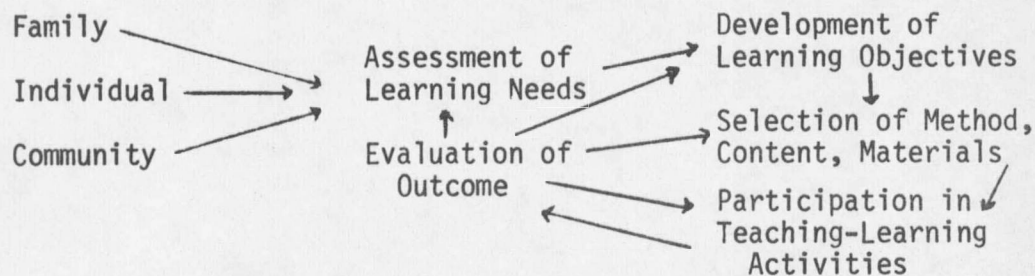 Family
Individual
Community
Assessment of
Learning Needs
Evaluation of
Outcome
Development of
Learning Objectives
Selection of Method,
Content, Materials
Participation in
Teaching-Learning
Activities